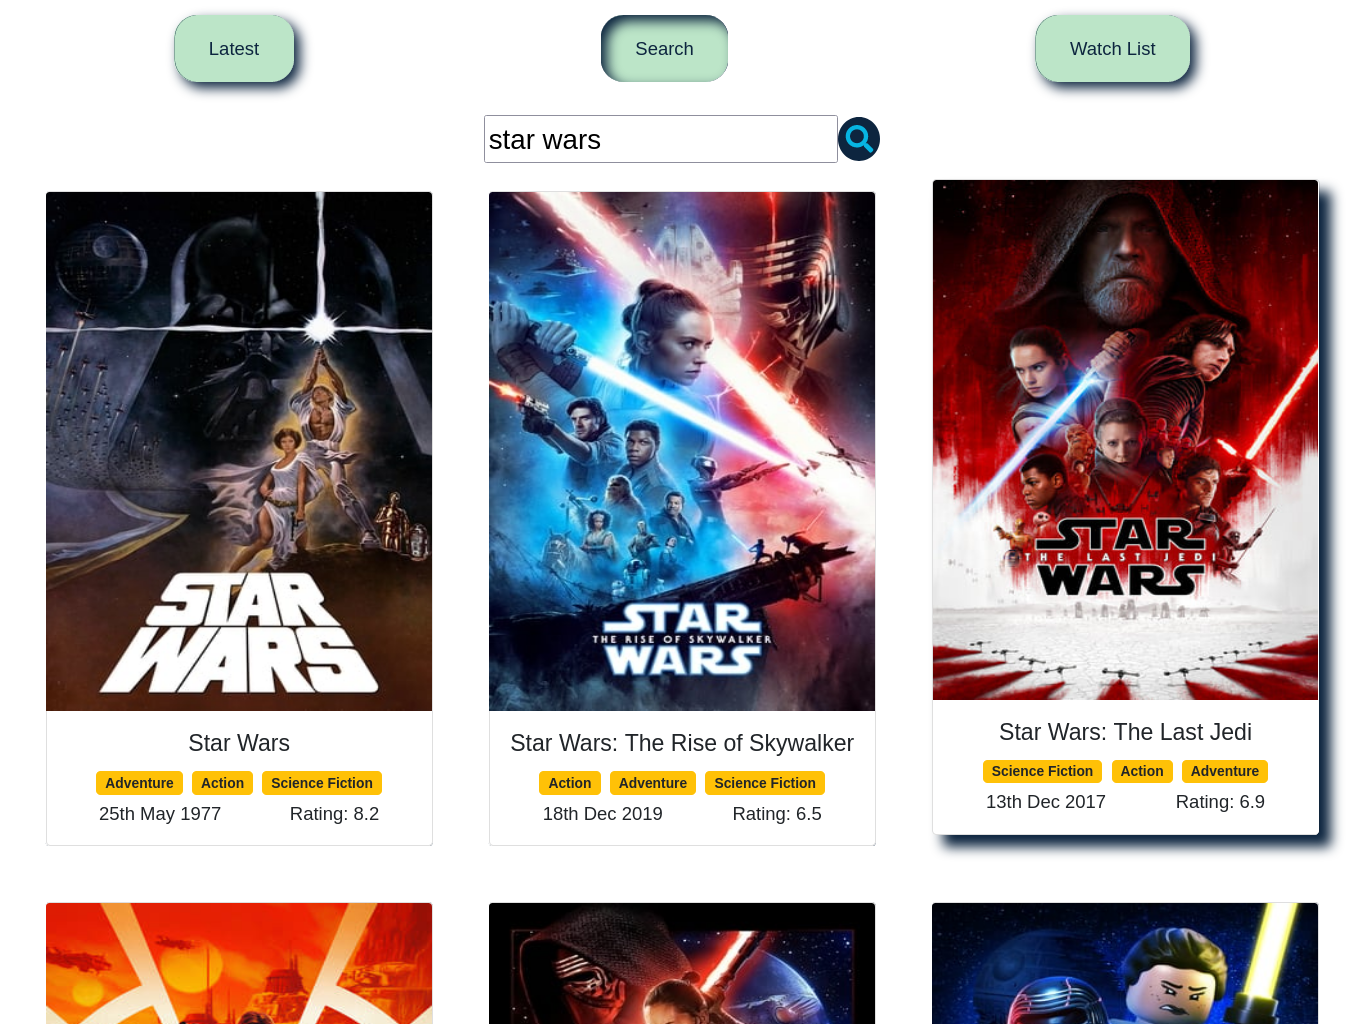 Latest
Search
Watch List
star wars
STAR
WARS
Star Wars
Adventure Action Science Fiction
25th May 1977 Rating: 8.2
STAR
THE RISE OF SKYWALKER
WARS
Star Wars: The Rise of Skywalker
Action Adventure Science Fiction
18th Dec 2019 Rating: 6.5
STAR
THE LAST JEDI
WARS
Star Wars: The Last Jedi
Science Fiction Action Adventure
13th Dec 2017 Rating: 6.9